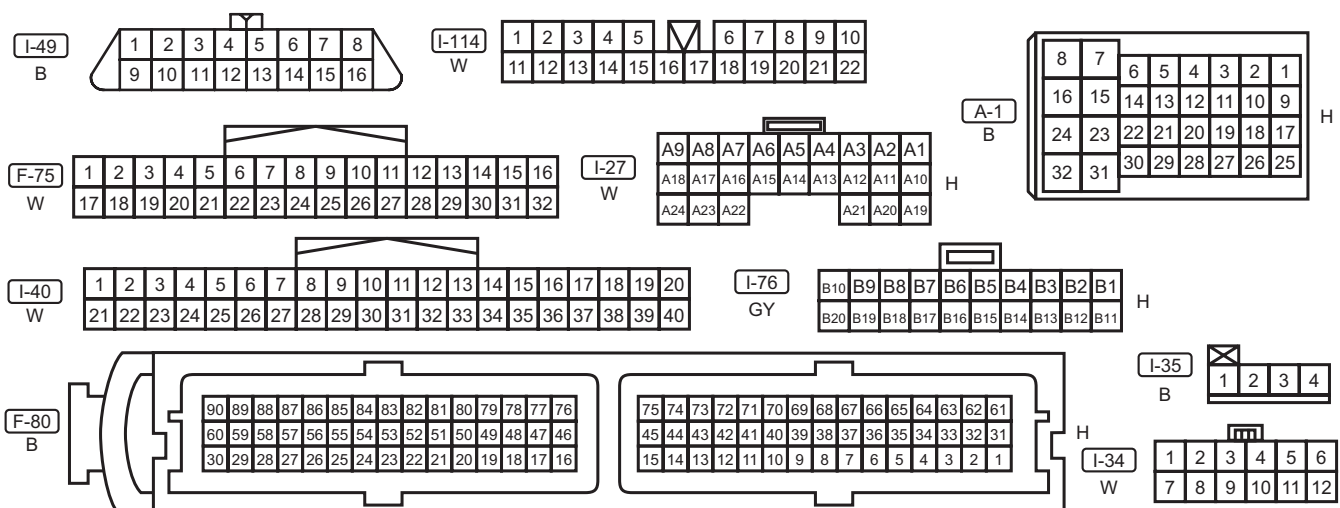 I-49
B
1 2 3 4 5 6 7 8
9 10 11 12 13 14 15 16
I-114
W
1 2 3 4 5 6 7 8 9 10
11 12 13 14 15 16 17 18 19 20 21 22
A-1
B
8 7 6 5 4 3 2 1
16 15 14 13 12 11 10 9
24 23 22 21 20 19 18 17
32 31 30 29 28 27 26 25
H
F-75
W
1 2 3 4 5 6 7 8 9 10 11 12 13 14 15 16
17 18 19 20 21 22 23 24 25 26 27 28 29 30 31 32
I-27
W
A9 A8 A7 A6 A5 A4 A3 A2 A1
A18 A17 A16 A15 A14 A13 A12 A11 A10
A24 A23 A22 A21 A20 A19
H
I-40
W
1 2 3 4 5 6 7 8 9 10 11 12 13 14 15 16 17 18 19 20
21 22 23 24 25 26 27 28 29 30 31 32 33 34 35 36 37 38 39 40
I-76
GY
B10 B9 B8 B7 B6 B5 B4 B3 B2 B1
B20 B19 B18 B17 B16 B15 B14 B13 B12 B11
H
F-80
B
90 89 88 87 86 85 84 83 82 81 80 79 78 77 76
60 59 58 57 56 55 54 53 52 51 50 49 48 47 46
30 29 28 27 26 25 24 23 22 21 20 19 18 17 16
75 74 73 72 71 70 69 68 67 66 65 64 63 62 61
45 44 43 42 41 40 39 38 37 36 35 34 33 32 31
15 14 13 12 11 10 9 8 7 6 5 4 3 2 1
H
I-35
B
1 2 3 4
I-34
W
1 2 3 4 5 6
7 8 9 10 11 12